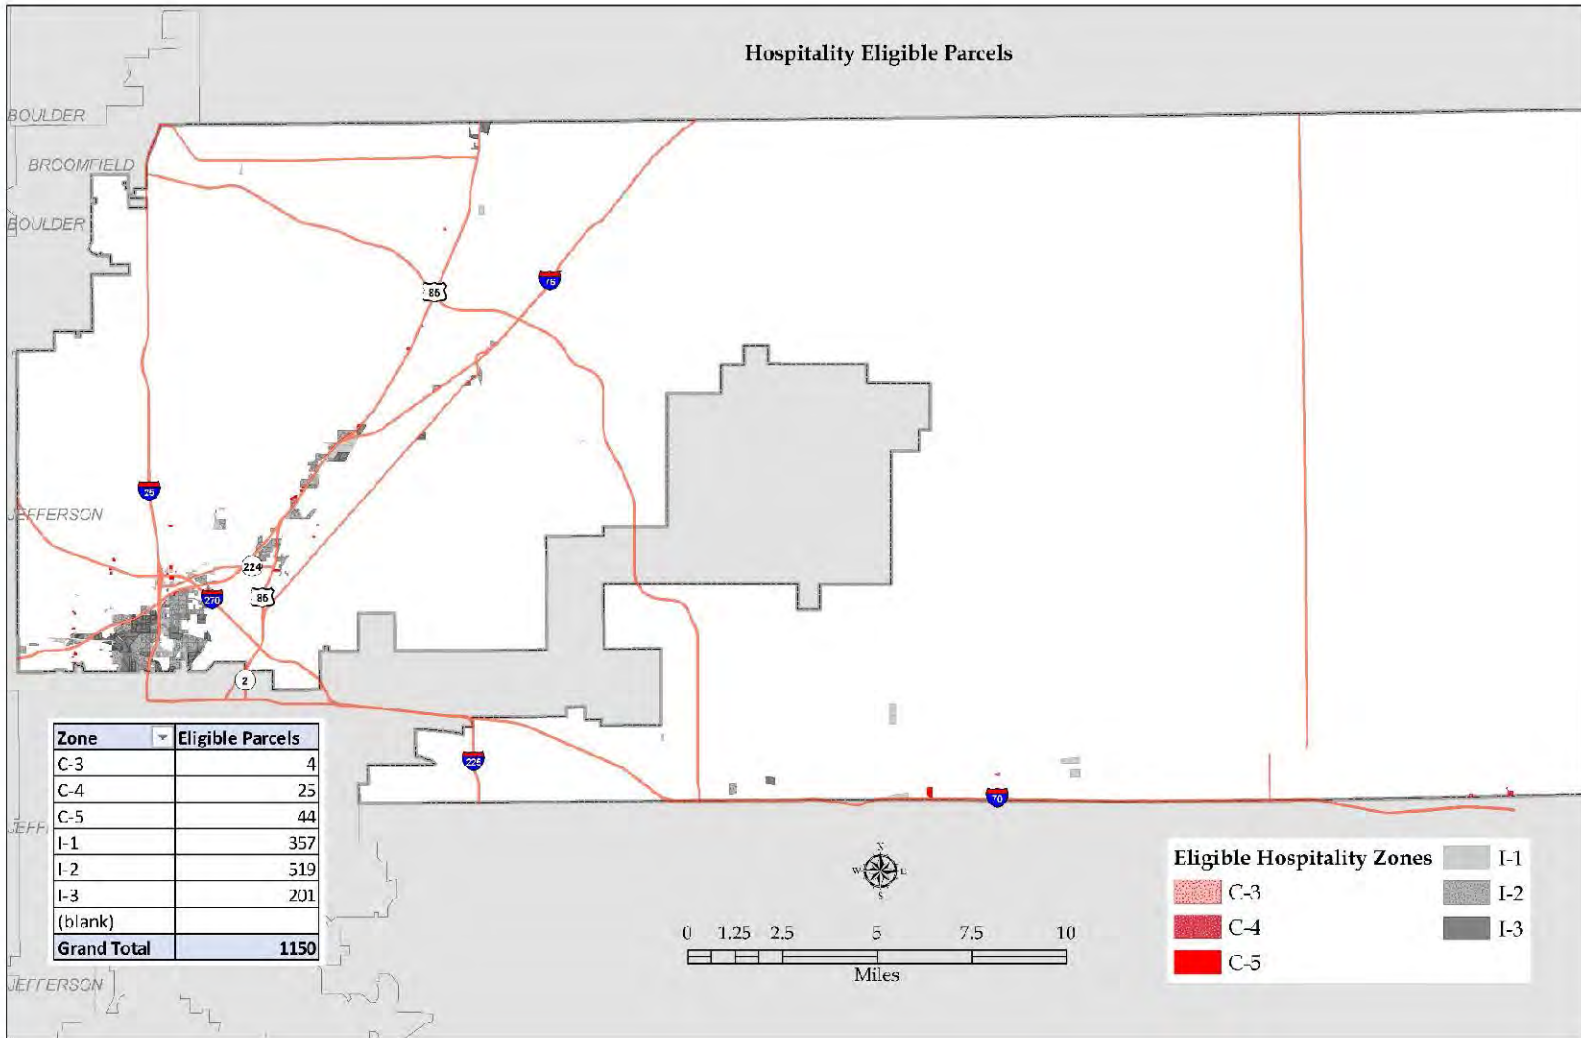 Hospitality Eligible Parcels
BOULDER
BROOMFIELD
BOULDER
85
76
25
JEFFERSON
224
270
85
2
225
70
Zone Eligible Parcels
C-3 4
C-4 25
C-5 44
I-1 357
I-2 519
I-3 201
(blank)
Grand Total 1150
JEFF
JEFFERSON
N
W E
S
0 1.25 2.5 5 7.5 10
Miles
Eligible Hospitality Zones
C-3
C-4
C-5
I-1
I-2
I-3